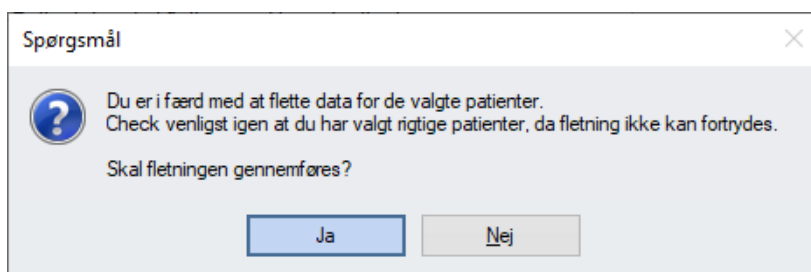 Spørgsmål
Du er i færd med at flette data for de valgte patienter.
Check venligst igen at du har valgt rigtige patienter, da fletning ikke kan fortrydes.
Skal fletningen gennemføres?
Ja
Nej